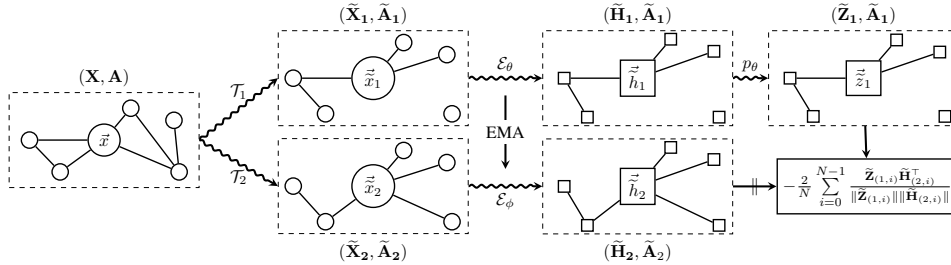 (X̃₁, Ã₁)
(H̃₁, Ã₁)
(Z̃₁, Ã₁)
(X, A)
x⃗
𝒯₁
𝒯₂
x̃⃗₁
ℰ_θ
h̃⃗₁
p_θ
z̃⃗₁
EMA
x̃⃗₂
ℰ_ϕ
h̃⃗₂
||
−2/N ∑_{i=0}^{N−1} Z̃_{(1,i)}H̃_{(2,i)}^⊤ / ‖Z̃_{(1,i)}‖‖H̃_{(2,i)}‖
(X̃₂, Ã₂)
(H̃₂, Ã₂)